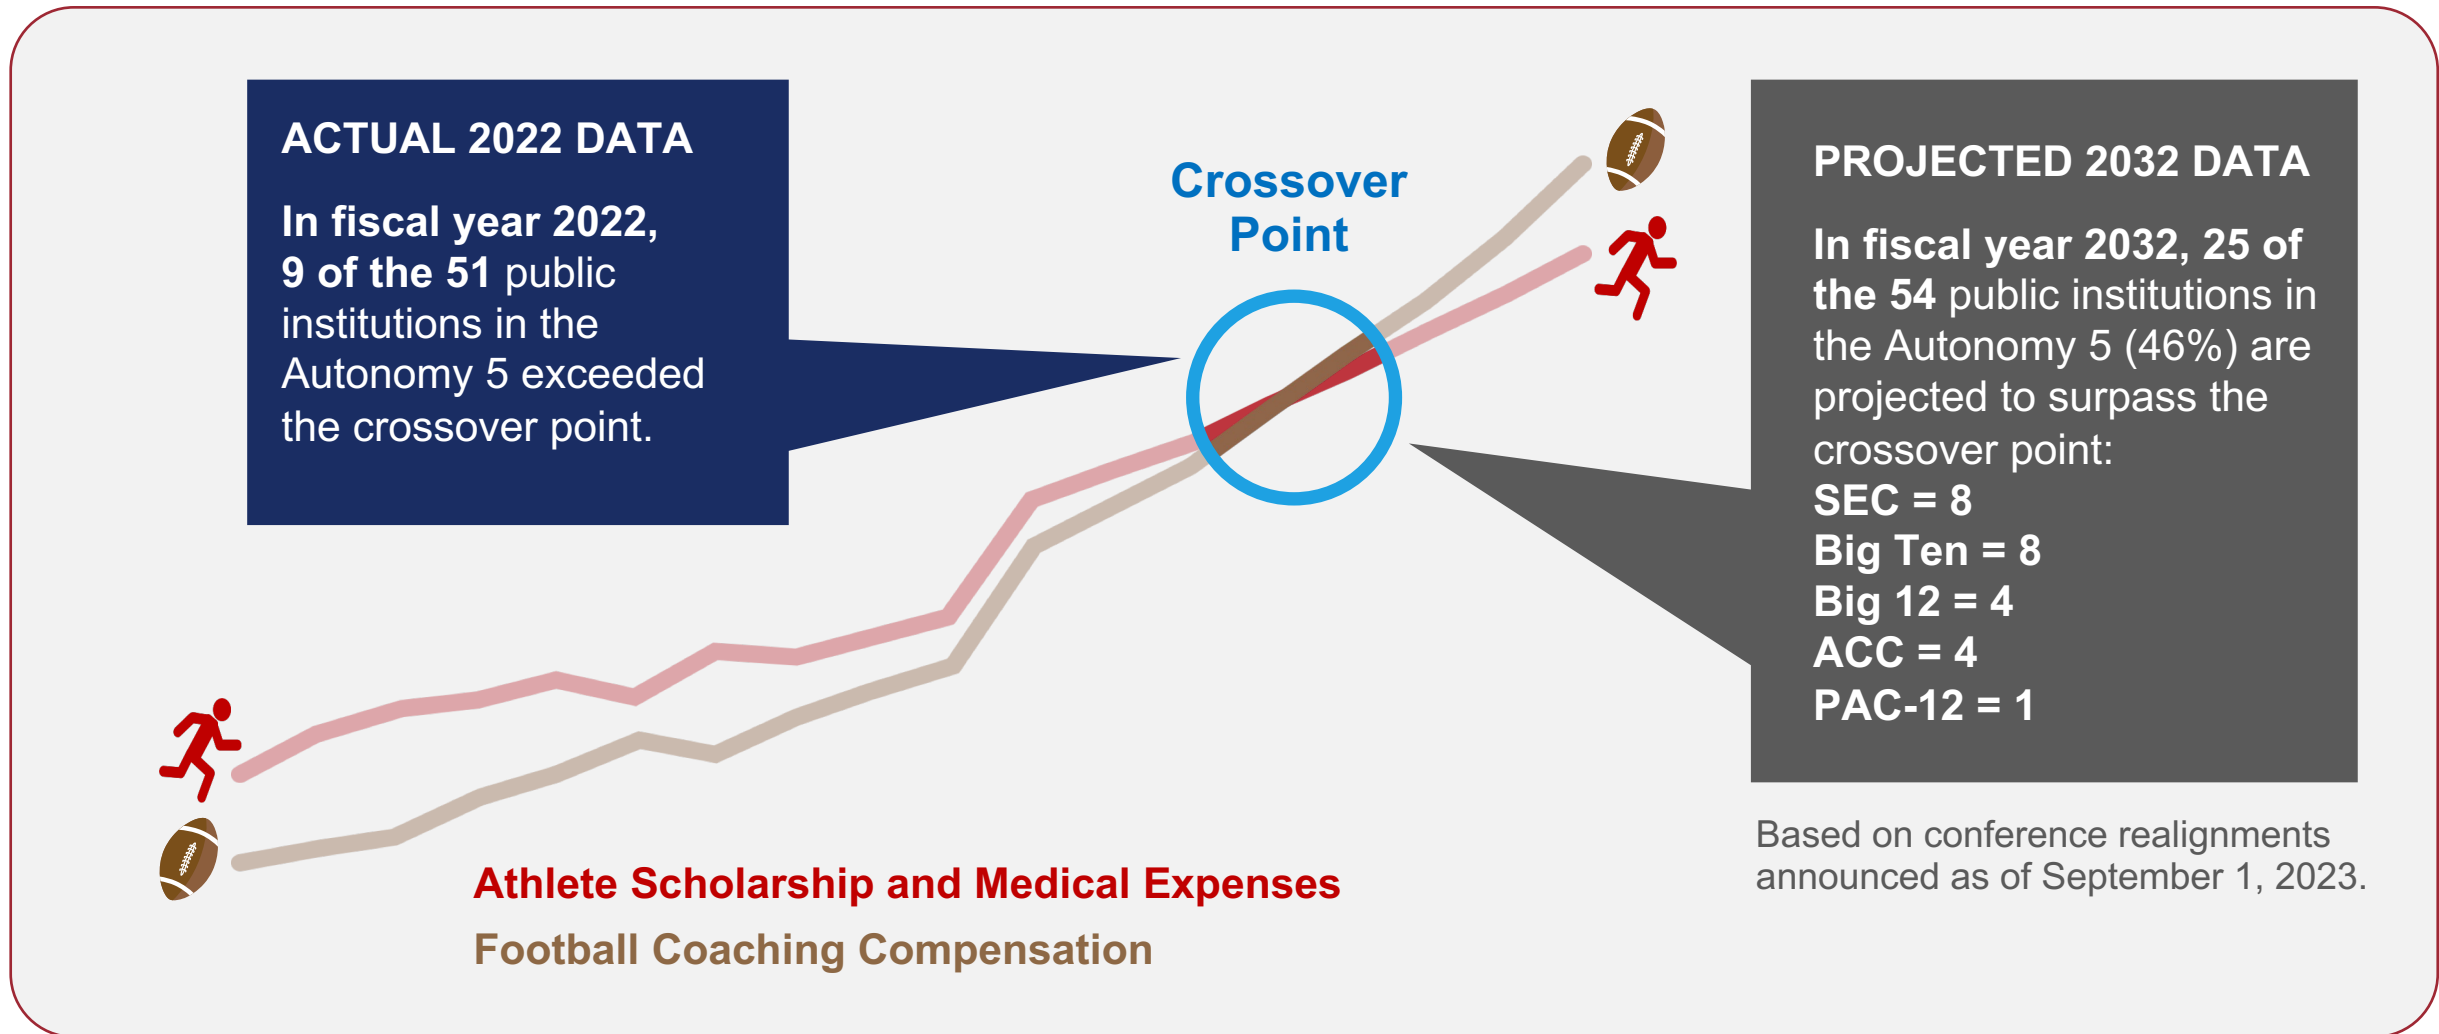 ACTUAL 2022 DATA
In fiscal year 2022,
9 of the 51 public
institutions in the
Autonomy 5 exceeded
the crossover point.
Crossover
Point
PROJECTED 2032 DATA
In fiscal year 2032, 25 of
the 54 public institutions in
the Autonomy 5 (46%) are
projected to surpass the
crossover point:
SEC = 8
Big Ten = 8
Big 12 = 4
ACC = 4
PAC-12 = 1
Based on conference realignments
announced as of September 1, 2023.
Athlete Scholarship and Medical Expenses
Football Coaching Compensation